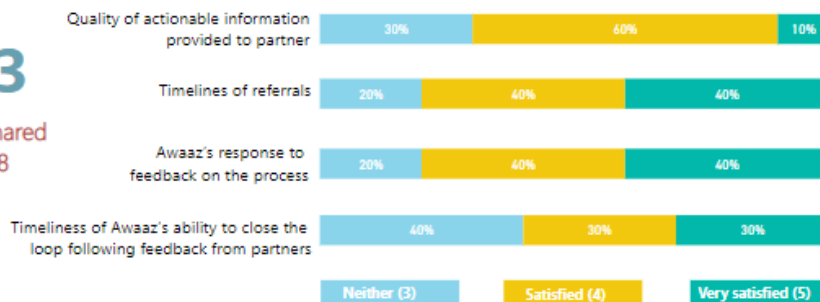 Quality of actionable information
provided to partner
30% 60% 10%
3
Timelines of referrals
20% 40% 40%
8
Awaaz's response to
feedback on the process
20% 40% 40%
Timeliness of Awaaz's ability to close the
loop following feedback from partners
40% 30% 30%
Neither (3) Satisfied (4) Very satisfied (5)